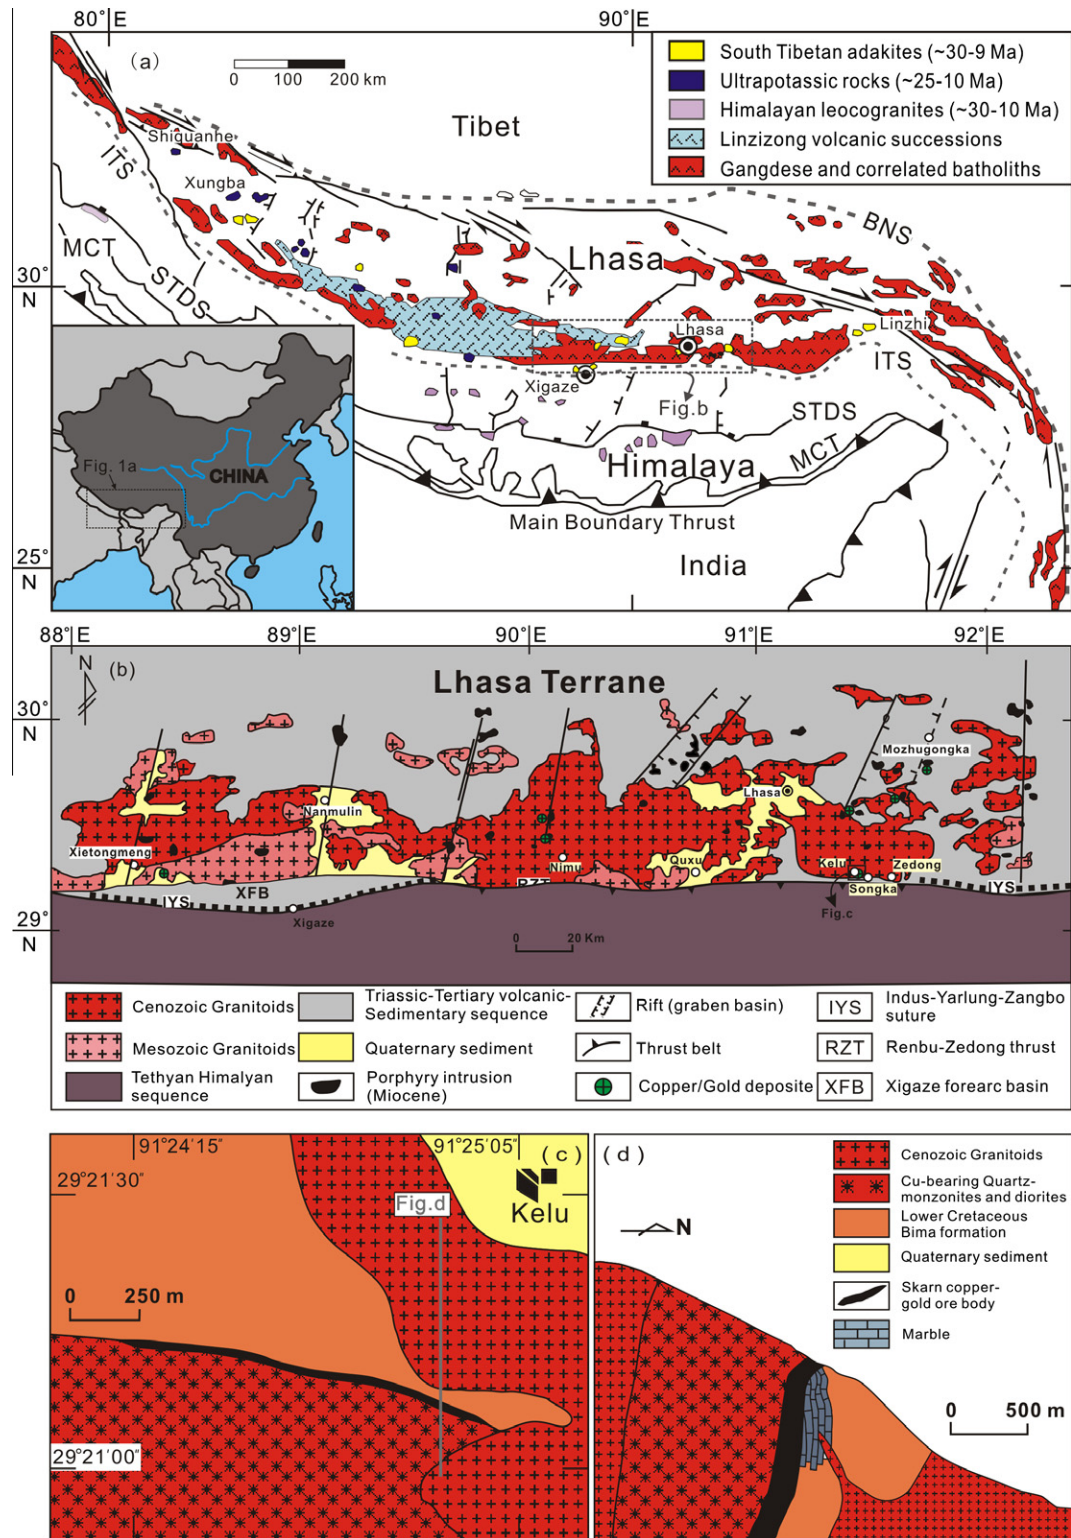 80°E
90°E
(a)
0 100 200 km
South Tibetan adakites (~30-9 Ma)
Ultrapotassic rocks (~25-10 Ma)
Himalayan leocogranites (~30-10 Ma)
Linzizong volcanic successions
Gangdese and correlated batholiths
Tibet
Shiquanhe
ITS
Xungba
BNS
MCT
Lhasa
30°
N
STDS
Lhasa
Linzhi
ITS
Xigaze
Fig.b
STDS
MCT
Himalaya
Main Boundary Thrust
India
25°
N
Fig. 1a
CHINA
88°E
89°E
90°E
91°E
92°E
N
(b)
Lhasa Terrane
30°
N
Mozhugongka
Lhasa
Nanmulin
Xietongmeng
Nimu
Quxu
Kelu
Zedong
RZT
XFB
IYS
IYS
Songka
Xigaze
Fig.c
29°
N
0 20 Km
Cenozoic Granitoids
Triassic-Tertiary volcanic-
Sedimentary sequence
Rift (graben basin)
IYS
Indus-Yarlung-Zangbo
suture
Mesozoic Granitoids
Quaternary sediment
Thrust belt
RZT
Renbu-Zedong thrust
Tethyan Himalyan
sequence
Porphyry intrusion
(Miocene)
Copper/Gold deposite
XFB
Xigaze forearc basin
91°24'15"
91°25'05"
(c)
29°21'30"
Fig.d
Kelu
0 250 m
29°21'00"
(d)
N
Cenozoic Granitoids
Cu-bearing Quartz-
monzonites and diorites
Lower Cretaceous
Bima formation
Quaternary sediment
Skarn copper-
gold ore body
Marble
0 500 m